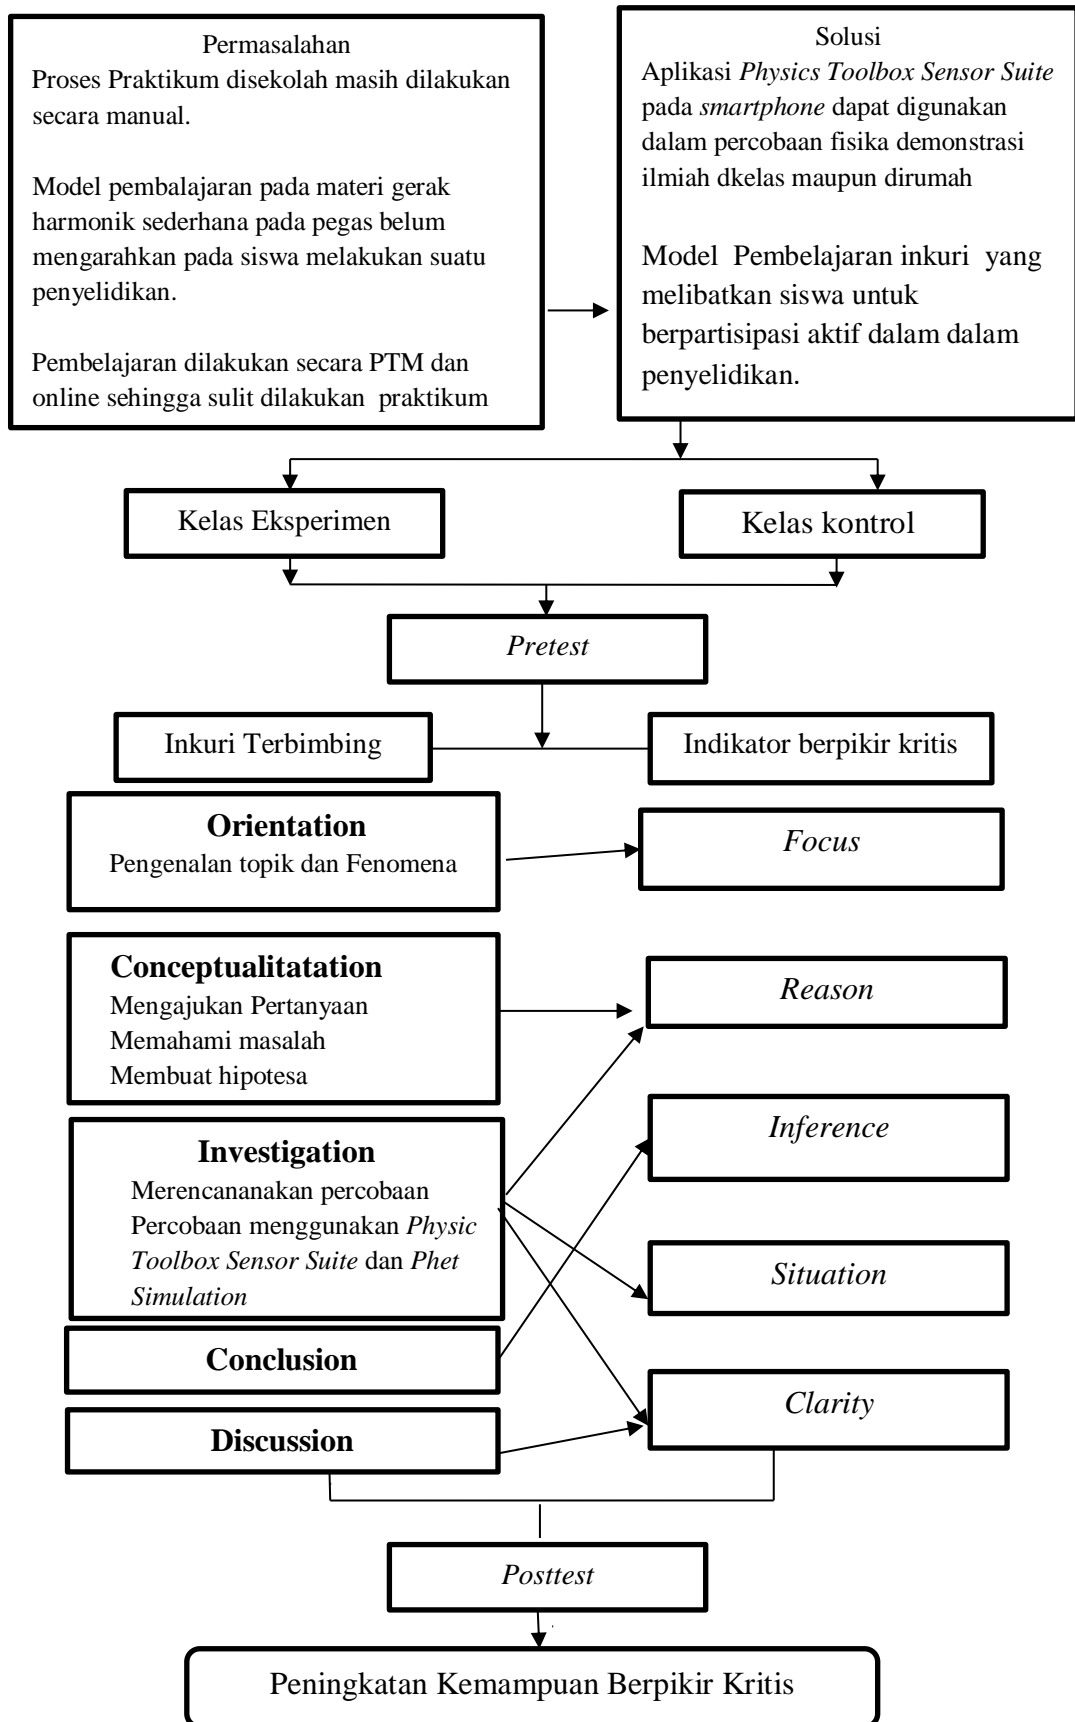 Permasalahan
Proses Praktikum disekolah masih dilakukan
secara manual.
Model pembalajaran pada materi gerak
harmonik sederhana pada pegas belum
mengarahkan pada siswa melakukan suatu
penyelidikan.
Pembelajaran dilakukan secara PTM dan
online sehingga sulit dilakukan praktikum
Solusi
Aplikasi Physics Toolbox Sensor Suite
pada smartphone dapat digunakan
dalam percobaan fisika demonstrasi
ilmiah dkelas maupun dirumah
Model Pembelajaran inkuri yang
melibatkan siswa untuk
berpartisipasi aktif dalam dalam
penyelidikan.
Kelas Eksperimen
Kelas kontrol
Pretest
Inkuri Terbimbing
Indikator berpikir kritis
Orientation
Pengenalan topik dan Fenomena
Focus
Conceptualitatation
Mengajukan Pertanyaan
Memahami masalah
Membuat hipotesa
Reason
Investigation
Merencananakan percobaan
Percobaan menggunakan Physic
Toolbox Sensor Suite dan Phet
Simulation
Inference
Situation
Conclusion
Clarity
Discussion
Posttest
Peningkatan Kemampuan Berpikir Kritis